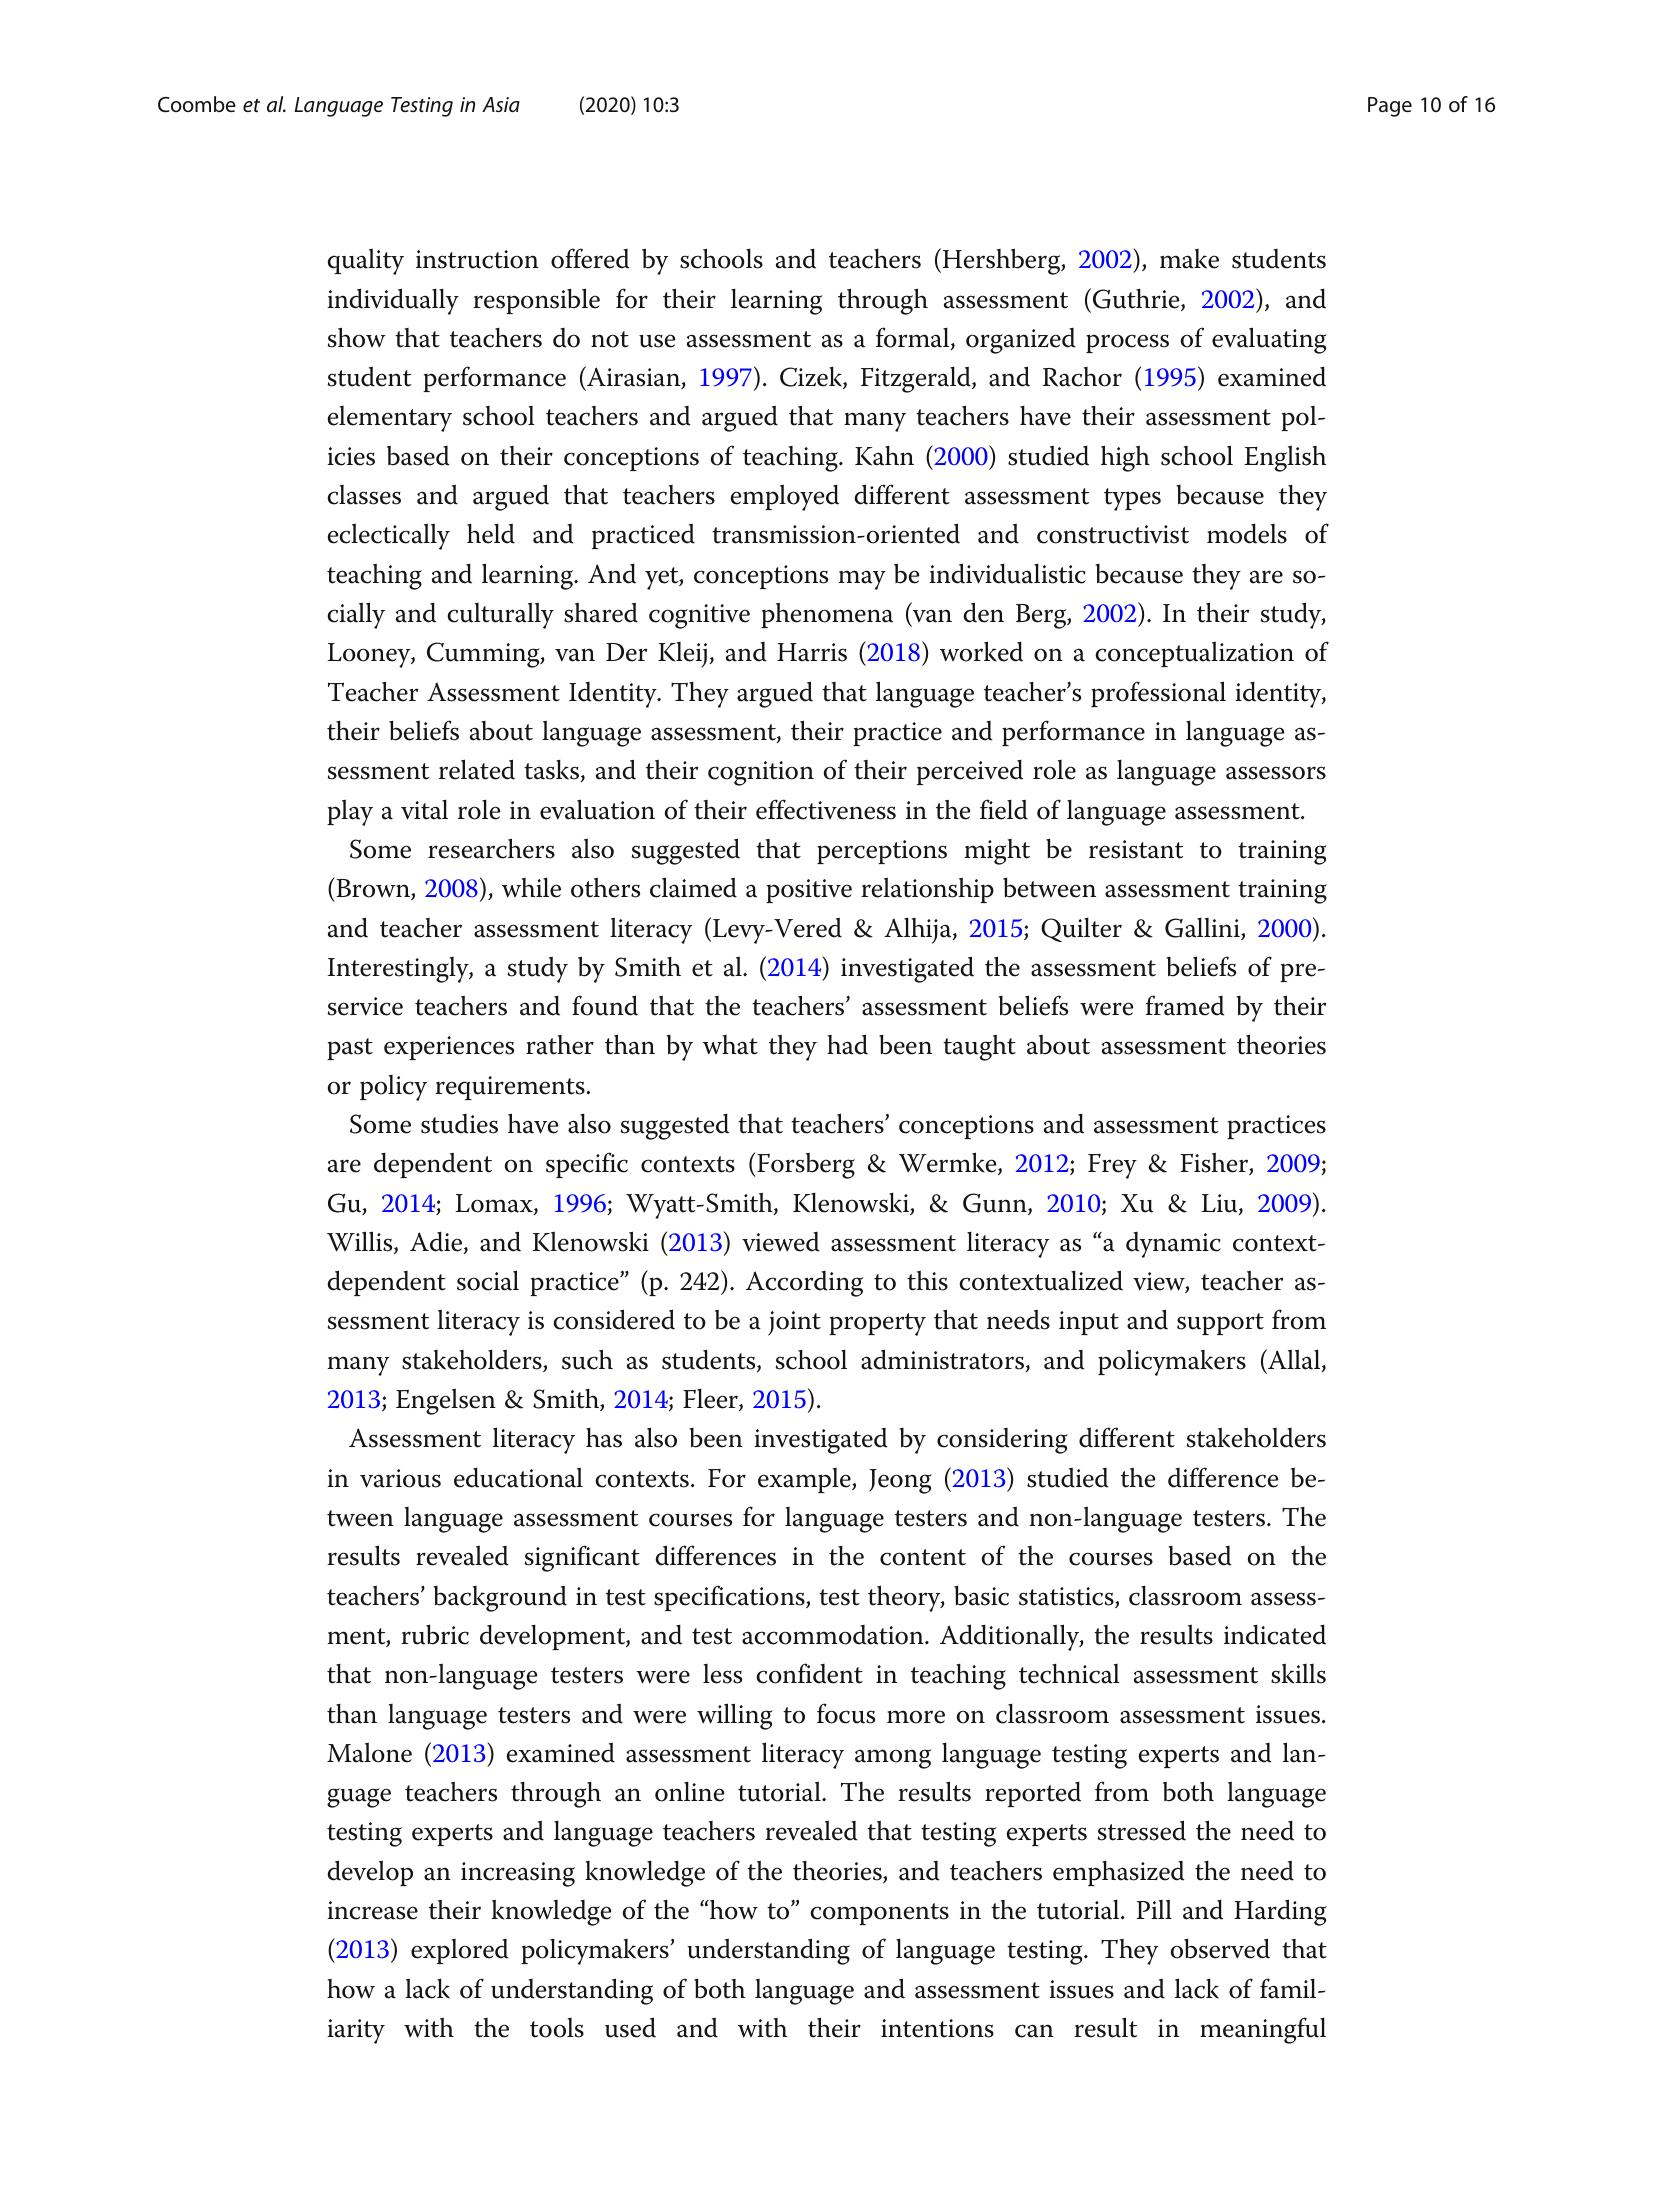 Coombe et al. Language Testing in Asia (2020) 10:3 Page 10 of 16
quality instruction offered by schools and teachers (Hershberg, 2002), make students
individually responsible for their learning through assessment (Guthrie, 2002), and
show that teachers do not use assessment as a formal, organized process of evaluating
student performance (Airasian, 1997). Cizek, Fitzgerald, and Rachor (1995) examined
elementary school teachers and argued that many teachers have their assessment pol-
icies based on their conceptions of teaching. Kahn (2000) studied high school English
classes and argued that teachers employed different assessment types because they
eclectically held and practiced transmission-oriented and constructivist models of
teaching and learning. And yet, conceptions may be individualistic because they are so-
cially and culturally shared cognitive phenomena (van den Berg, 2002). In their study,
Looney, Cumming, van Der Kleij, and Harris (2018) worked on a conceptualization of
Teacher Assessment Identity. They argued that language teacher’s professional identity,
their beliefs about language assessment, their practice and performance in language as-
sessment related tasks, and their cognition of their perceived role as language assessors
play a vital role in evaluation of their effectiveness in the field of language assessment.
Some researchers also suggested that perceptions might be resistant to training
(Brown, 2008), while others claimed a positive relationship between assessment training
and teacher assessment literacy (Levy-Vered & Alhija, 2015; Quilter & Gallini, 2000).
Interestingly, a study by Smith et al. (2014) investigated the assessment beliefs of pre-
service teachers and found that the teachers’ assessment beliefs were framed by their
past experiences rather than by what they had been taught about assessment theories
or policy requirements.
Some studies have also suggested that teachers’ conceptions and assessment practices
are dependent on specific contexts (Forsberg & Wermke, 2012; Frey & Fisher, 2009;
Gu, 2014; Lomax, 1996; Wyatt-Smith, Klenowski, & Gunn, 2010; Xu & Liu, 2009).
Willis, Adie, and Klenowski (2013) viewed assessment literacy as “a dynamic context-
dependent social practice” (p. 242). According to this contextualized view, teacher as-
sessment literacy is considered to be a joint property that needs input and support from
many stakeholders, such as students, school administrators, and policymakers (Allal,
2013; Engelsen & Smith, 2014; Fleer, 2015).
Assessment literacy has also been investigated by considering different stakeholders
in various educational contexts. For example, Jeong (2013) studied the difference be-
tween language assessment courses for language testers and non-language testers. The
results revealed significant differences in the content of the courses based on the
teachers’ background in test specifications, test theory, basic statistics, classroom assess-
ment, rubric development, and test accommodation. Additionally, the results indicated
that non-language testers were less confident in teaching technical assessment skills
than language testers and were willing to focus more on classroom assessment issues.
Malone (2013) examined assessment literacy among language testing experts and lan-
guage teachers through an online tutorial. The results reported from both language
testing experts and language teachers revealed that testing experts stressed the need to
develop an increasing knowledge of the theories, and teachers emphasized the need to
increase their knowledge of the “how to” components in the tutorial. Pill and Harding
(2013) explored policymakers’ understanding of language testing. They observed that
how a lack of understanding of both language and assessment issues and lack of famil-
iarity with the tools used and with their intentions can result in meaningful